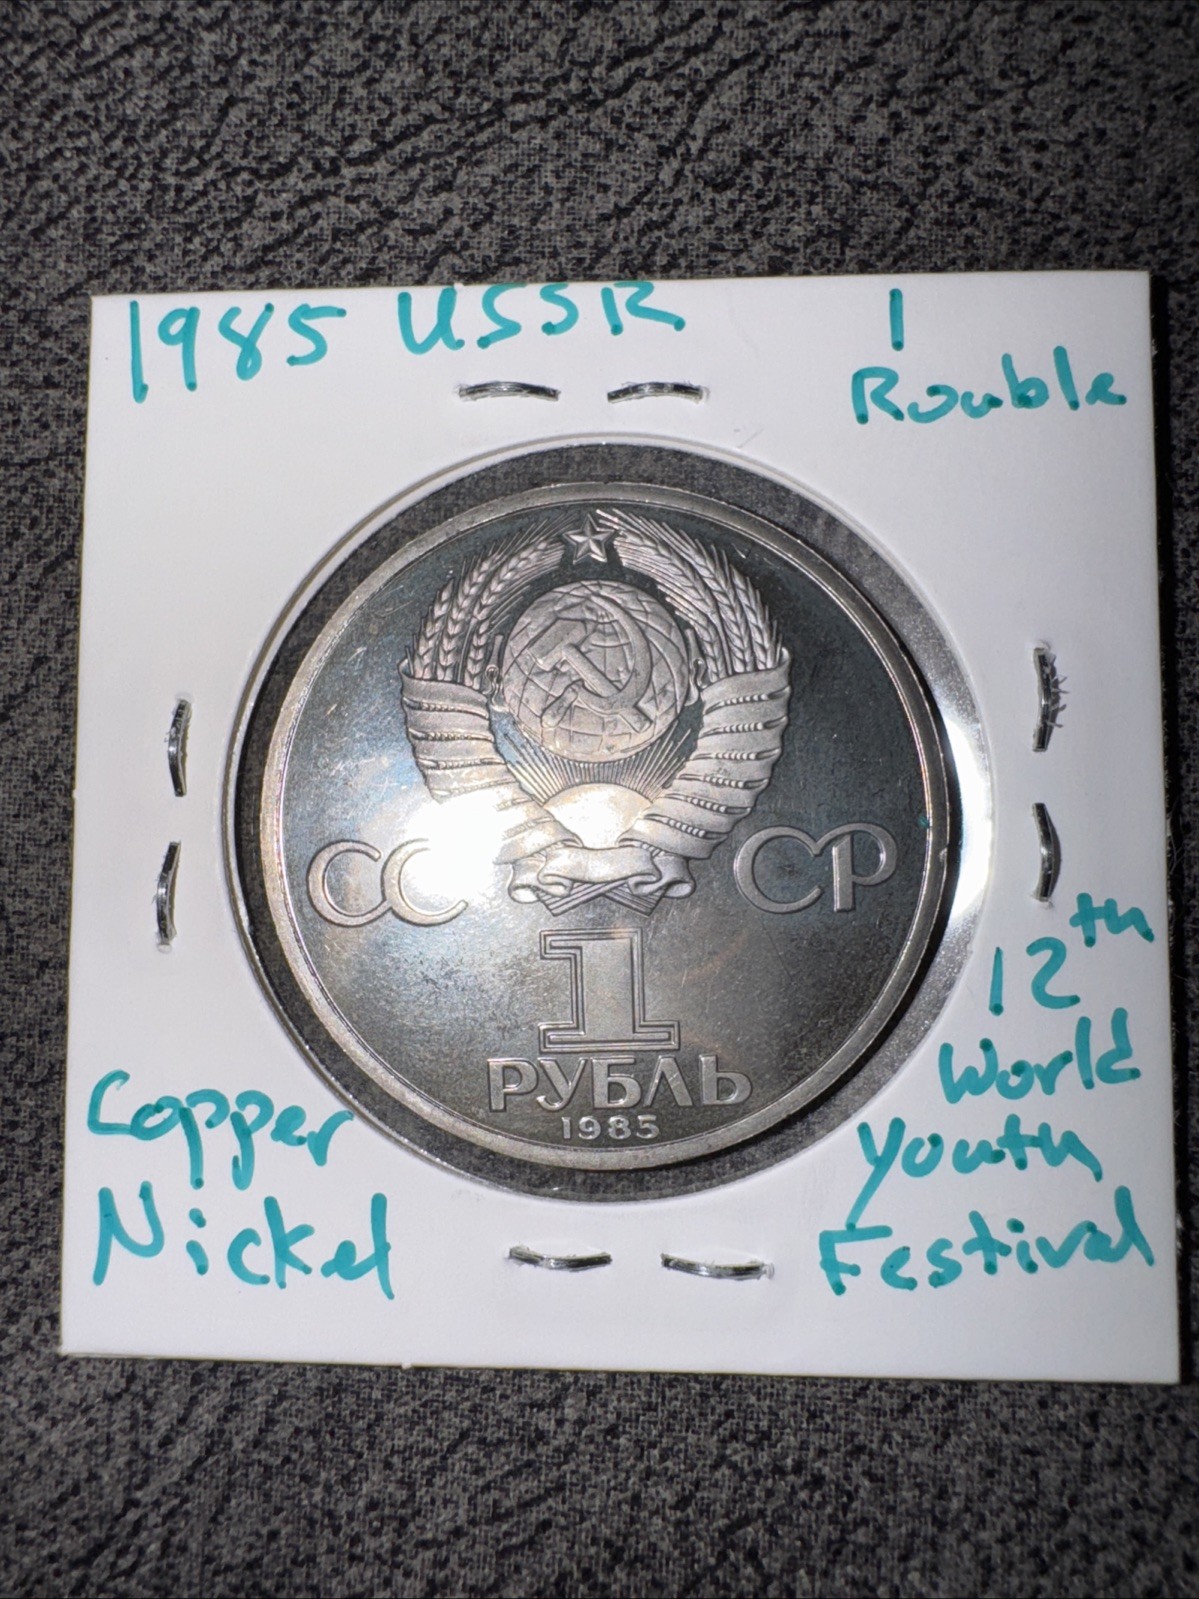 1985 USSR 1
Rouble
СС СР
1
РУБЛЬ
1985
Copper
Nickel
12th
World
Youth
Festival